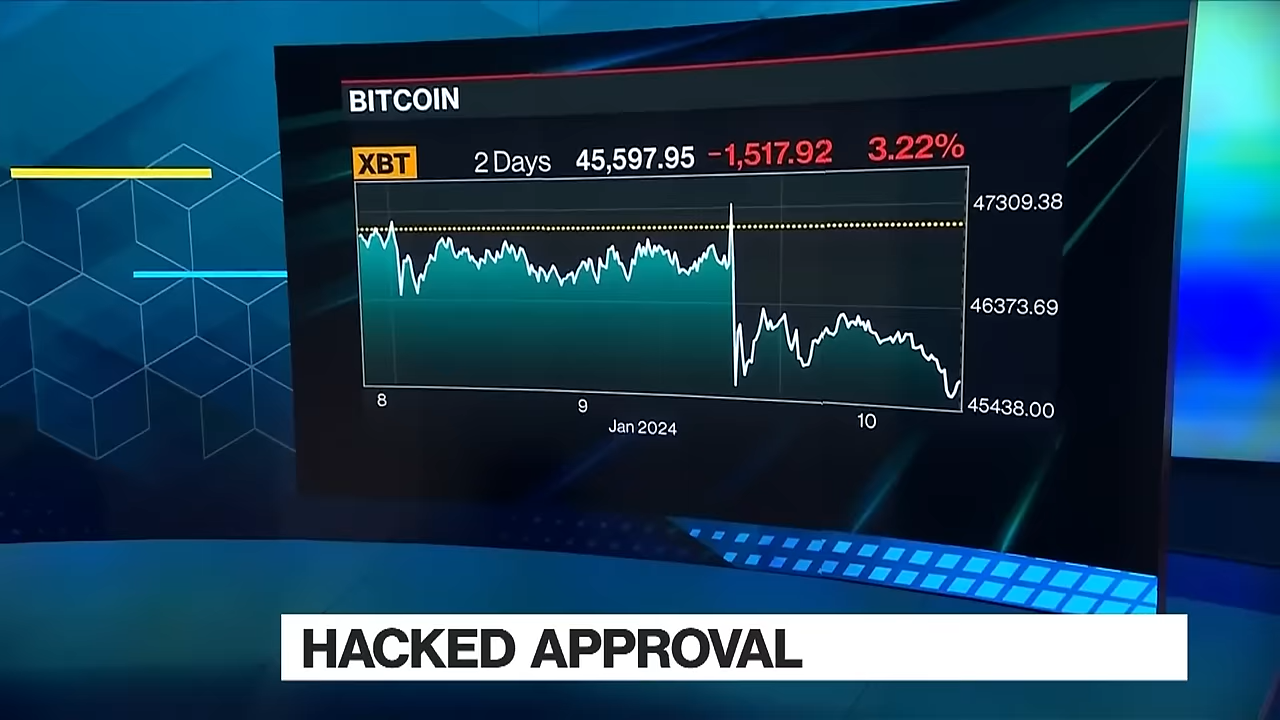 BITCOIN
XBT 2 Days 45,597.95 -1,517.92 3.22%
47309.38
46373.69
45438.00
8 9 10
Jan 2024
HACKED APPROVAL